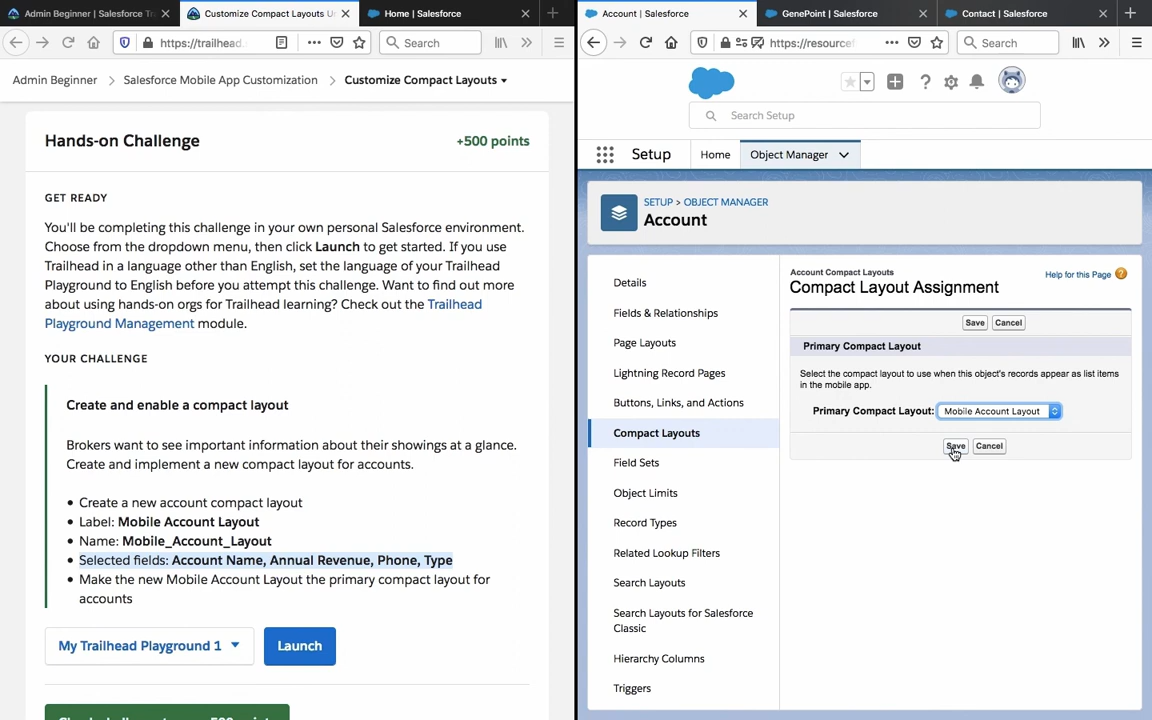 Admin Beginner | Salesforce Tr
Customize Compact Layouts U
Home | Salesforce
https://trailhead.
Search
Admin Beginner > Salesforce Mobile App Customization > Customize Compact Layouts
Hands-on Challenge
+500 points
GET READY
You'll be completing this challenge in your own personal Salesforce environment.
Choose from the dropdown menu, then click Launch to get started. If you use
Trailhead in a language other than English, set the language of your Trailhead
Playground to English before you attempt this challenge. Want to find out more
about using hands-on orgs for Trailhead learning? Check out the Trailhead
Playground Management module.
YOUR CHALLENGE
Create and enable a compact layout
Brokers want to see important information about their showings at a glance.
Create and implement a new compact layout for accounts.
• Create a new account compact layout
• Label: Mobile Account Layout
• Name: Mobile_Account_Layout
• Selected fields: Account Name, Annual Revenue, Phone, Type
• Make the new Mobile Account Layout the primary compact layout for
accounts
My Trailhead Playground 1
Launch
Account | Salesforce
GenePoint | Salesforce
Contact | Salesforce
https://resourcef
Search
Search Setup
Setup
Home
Object Manager
SETUP > OBJECT MANAGER
Account
Details
Fields & Relationships
Page Layouts
Lightning Record Pages
Buttons, Links, and Actions
Compact Layouts
Field Sets
Object Limits
Record Types
Related Lookup Filters
Search Layouts
Search Layouts for Salesforce
Classic
Hierarchy Columns
Triggers
Account Compact Layouts
Compact Layout Assignment
Help for this Page
Save Cancel
Primary Compact Layout
Select the compact layout to use when this object's records appear as list items
in the mobile app.
Primary Compact Layout: Mobile Account Layout
Save Cancel